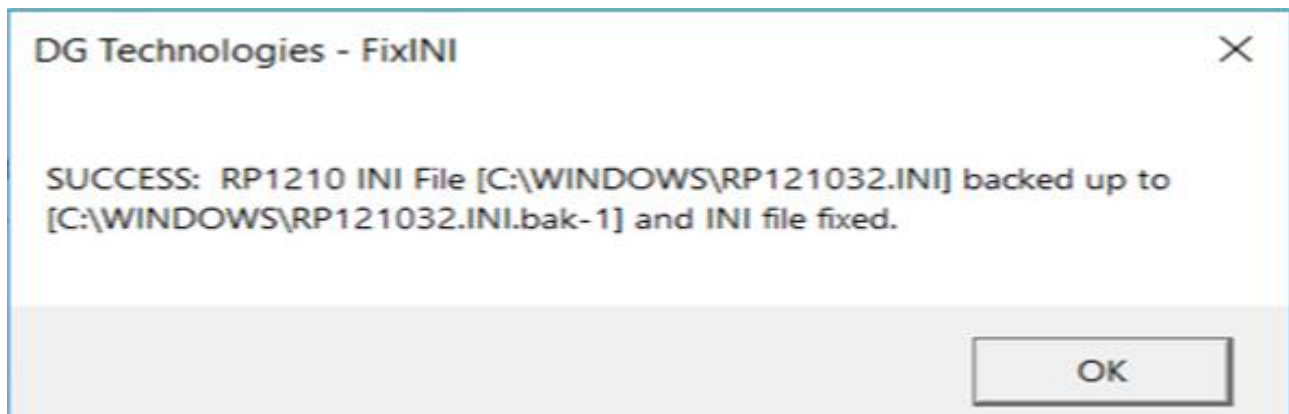 DG Technologies - FixINI
SUCCESS:  RP1210 INI File [C:\WINDOWS\RP121032.INI] backed up to
[C:\WINDOWS\RP121032.INI.bak-1] and INI file fixed.
OK